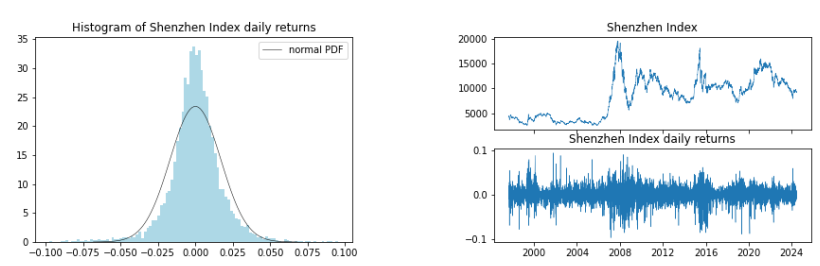 Histogram of Shenzhen Index daily returns
35
30
25
20
15
10
5
0
normal PDF
−0.100 −0.075 −0.050 −0.025 0.000 0.025 0.050 0.075 0.100
Shenzhen Index
20000
15000
10000
5000
Shenzhen Index daily returns
0.1
0.0
−0.1
2000 2004 2008 2012 2016 2020 2024